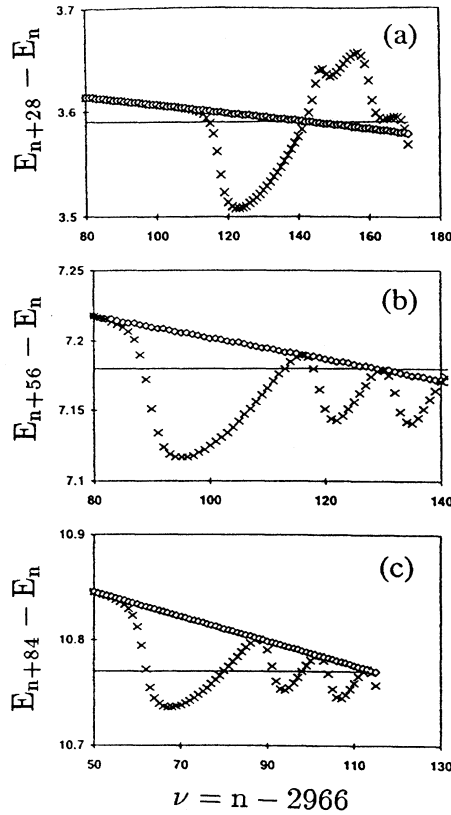 3.7
(a)
E_{n+28} − E_n
3.6
3.5
80 100 120 140 160 180
7.25
(b)
E_{n+56} − E_n
7.2
7.15
7.1
80 100 120 140
10.9
(c)
E_{n+84} − E_n
10.8
10.7
50 70 90 110 130
ν = n − 2966